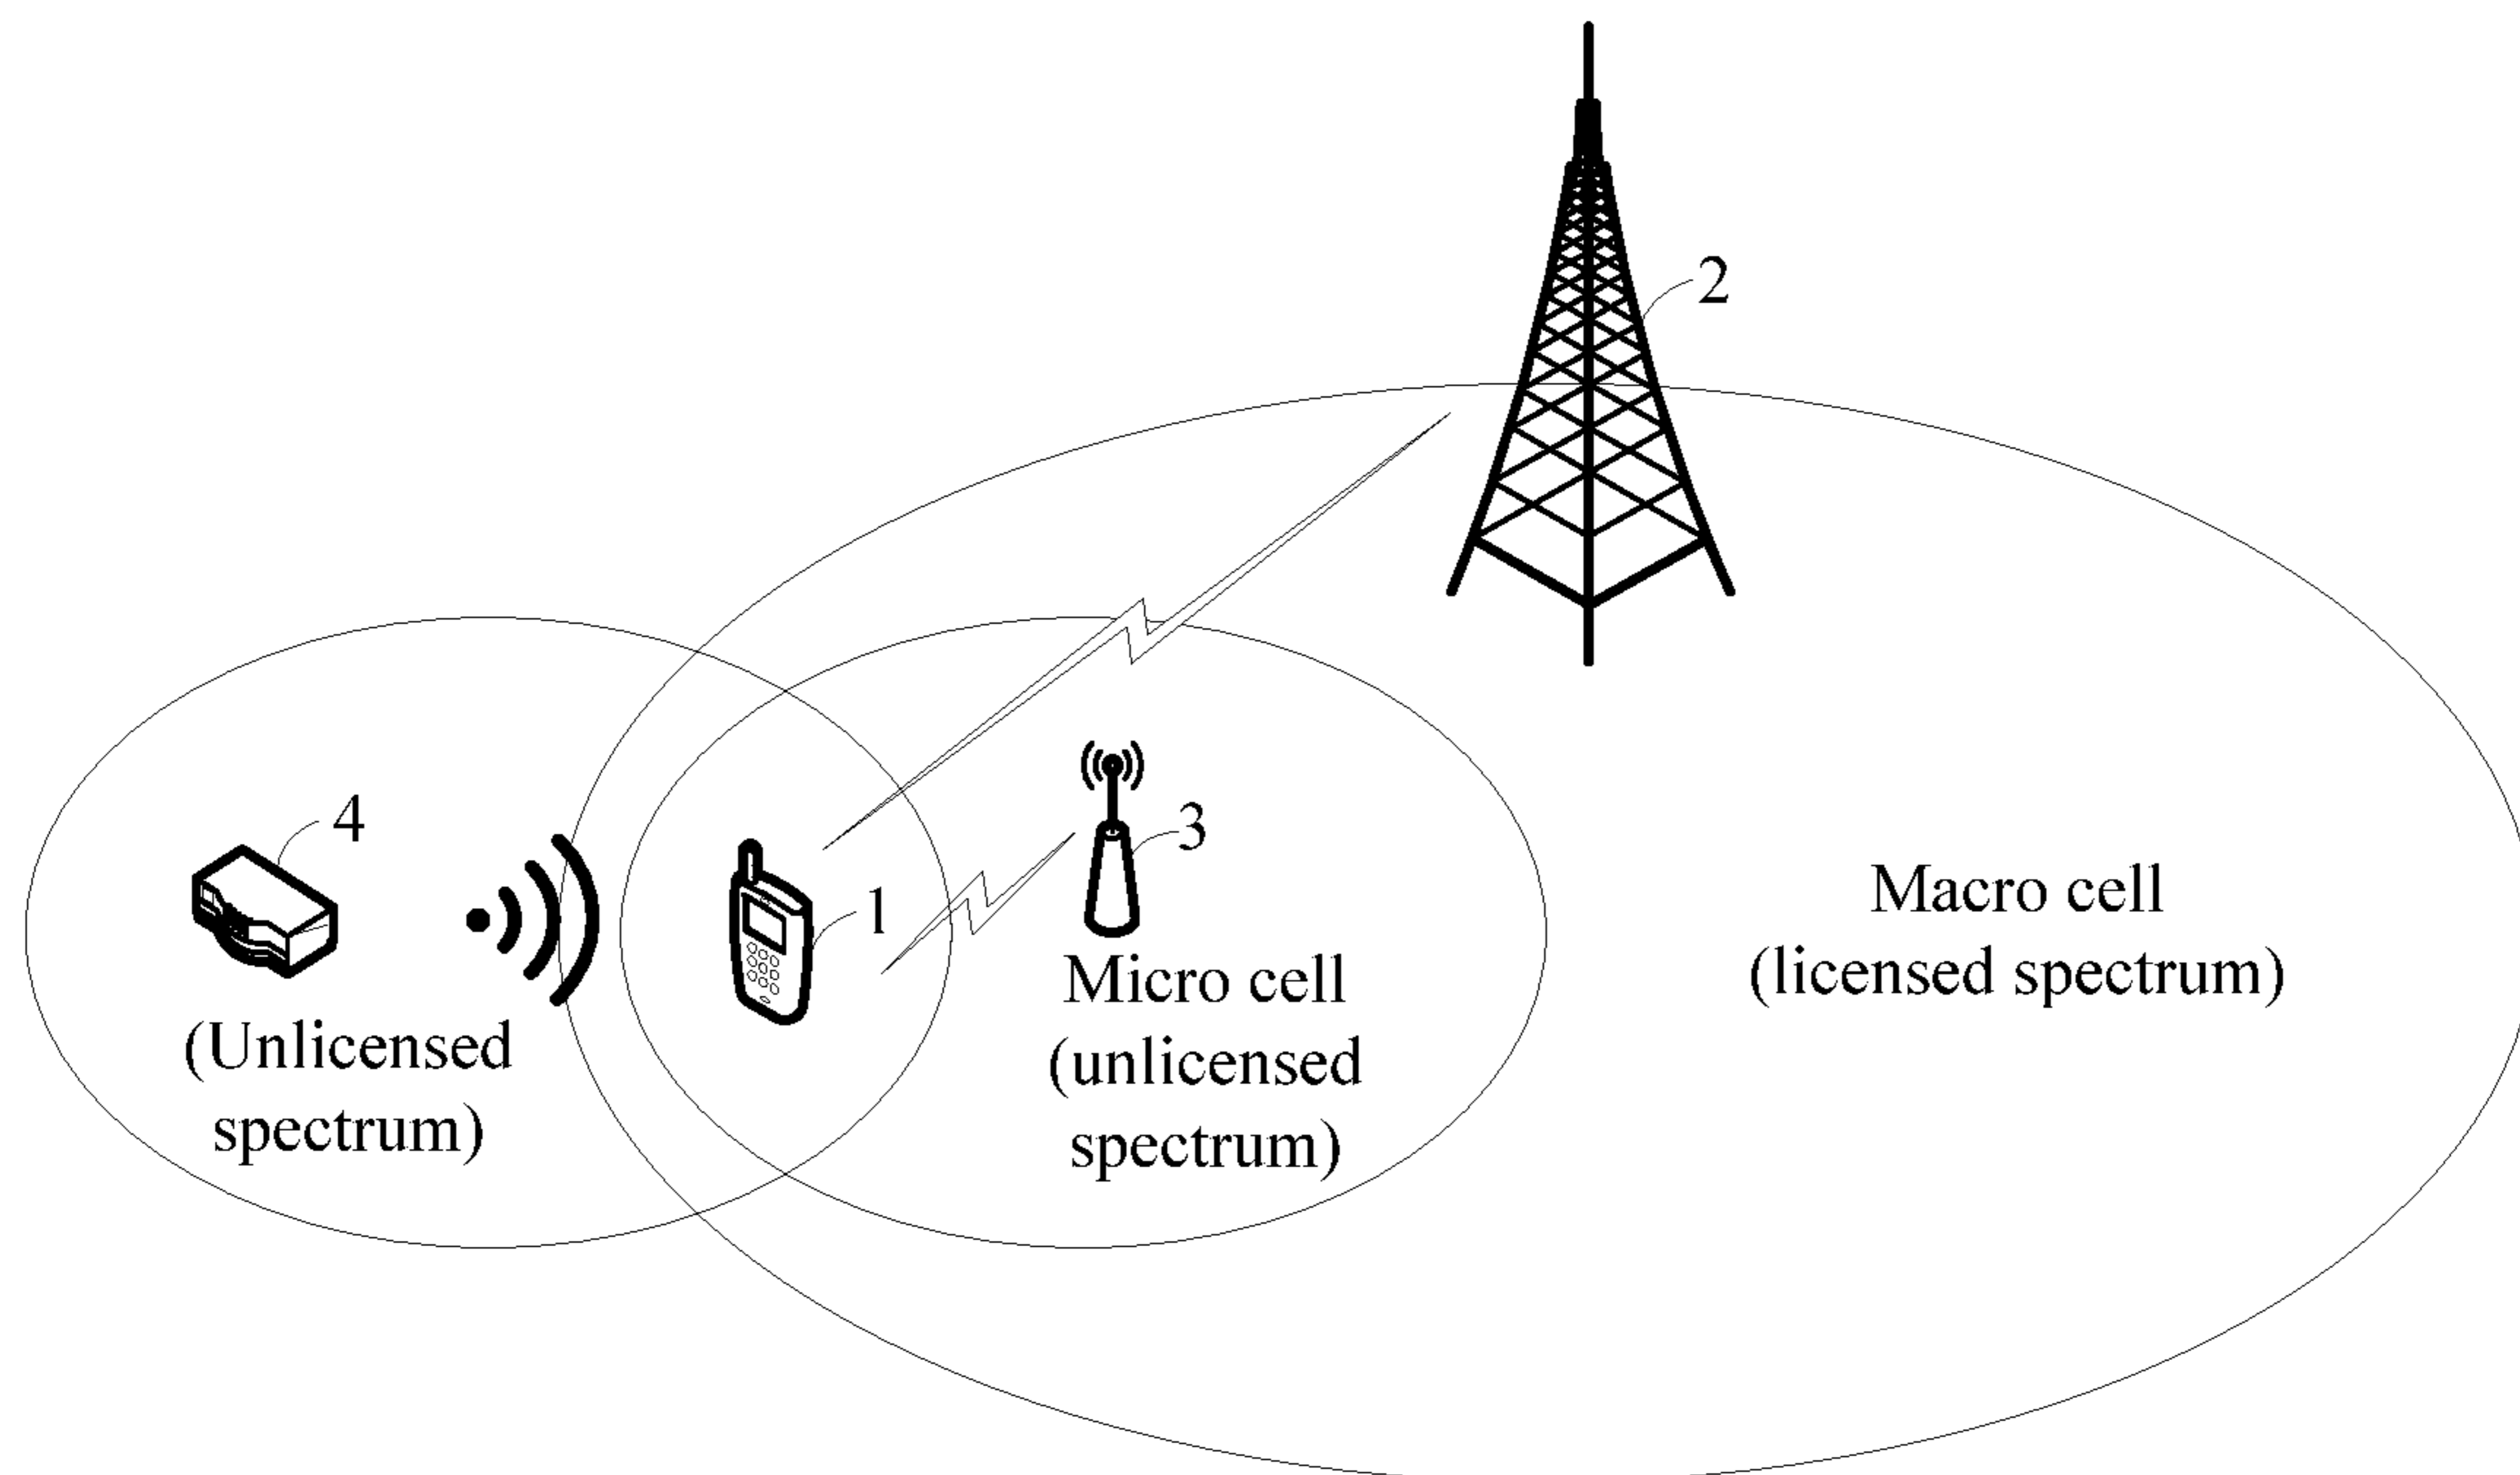 2
4
3
1
Macro cell
(licensed spectrum)
Micro cell
(unlicensed
spectrum)
(Unlicensed
spectrum)